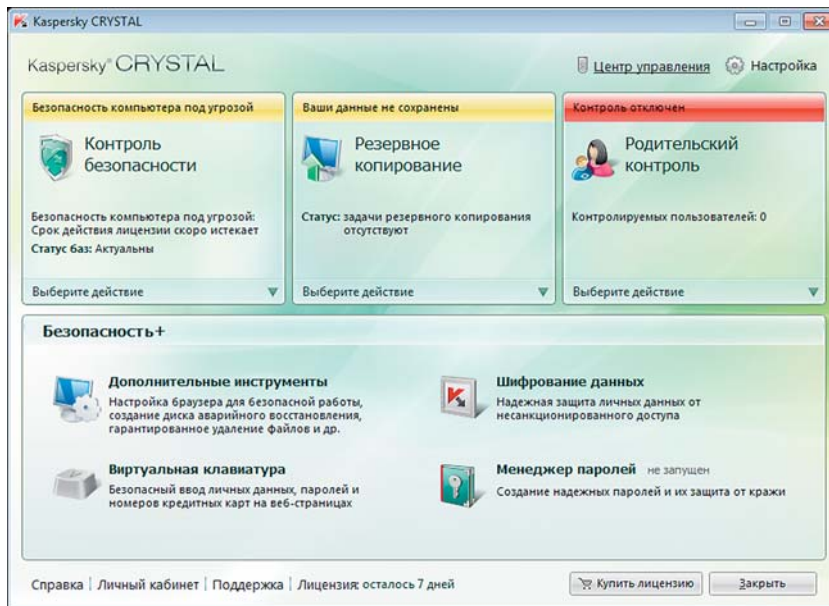 Kaspersky CRYSTAL
Kaspersky CRYSTAL
Центр управления
Настройка
Безопасность компьютера под угрозой
Контроль
безопасности
Безопасность компьютера под угрозой:
Срок действия лицензии скоро истекает
Статус баз: Актуальны
Выберите действие
Ваши данные не сохранены
Резервное
копирование
Статус: задачи резервного копирования
отсутствуют
Выберите действие
Контроль отключен
Родительский
контроль
Контролируемых пользователей: 0
Выберите действие
Безопасность+
Дополнительные инструменты
Настройка браузера для безопасной работы,
создание диска аварийного восстановления,
гарантированное удаление файлов и др.
Шифрование данных
Надежная защита личных данных от
несанкционированного доступа
Виртуальная клавиатура
Безопасный ввод личных данных, паролей и
номеров кредитных карт на веб-страницах
Менеджер паролей не запущен
Создание надежных паролей и их защита от кражи
Справка | Личный кабинет | Поддержка | Лицензия: осталось 7 дней
Купить лицензию
Закрыть